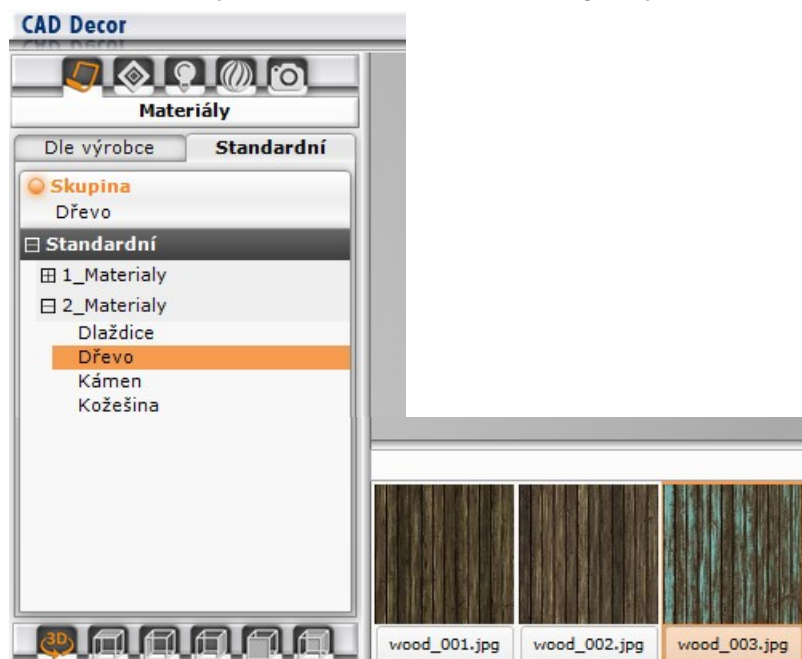 CAD Decor
Materiály
Dle výrobce Standardní
Skupina
Dřevo
Standardní
1_Materialy
2_Materialy
Dlaždice
Dřevo
Kámen
Kožešina
3D
wood_001.jpg wood_002.jpg wood_003.jpg